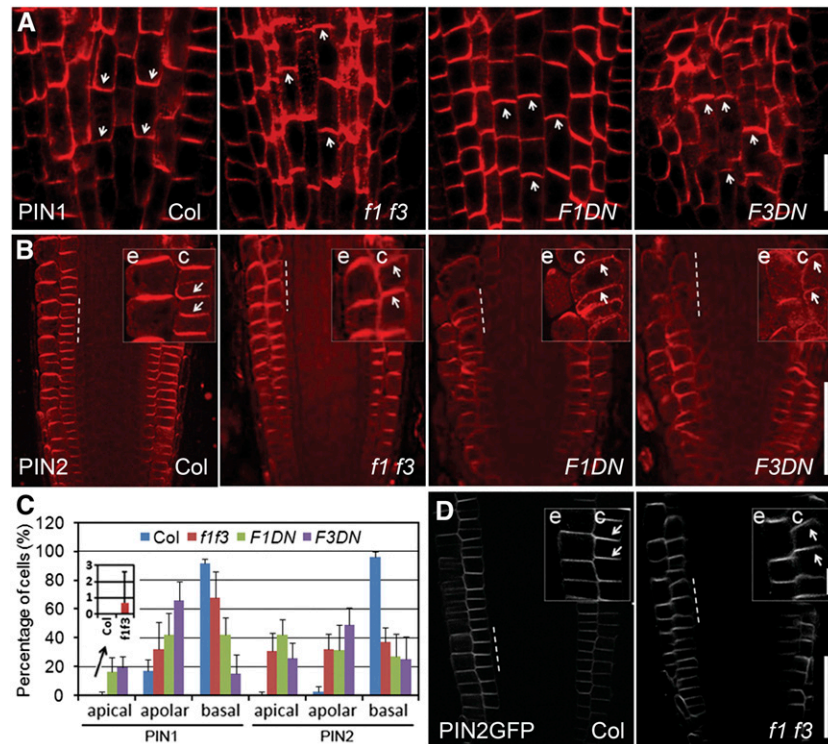 A
PIN1 Col
f1 f3
F1DN
F3DN
B
e c
e c
e c
e c
PIN2 Col
f1 f3
F1DN
F3DN
C
Percentage of cells (%)
120
100
80
60
40
20
0
Col f1f3 F1DN F3DN
3
2
1
0
Col
f1f3
apical apolar basal apical apolar basal
PIN1 PIN2
D
e c
e c
PIN2GFP Col
f1 f3